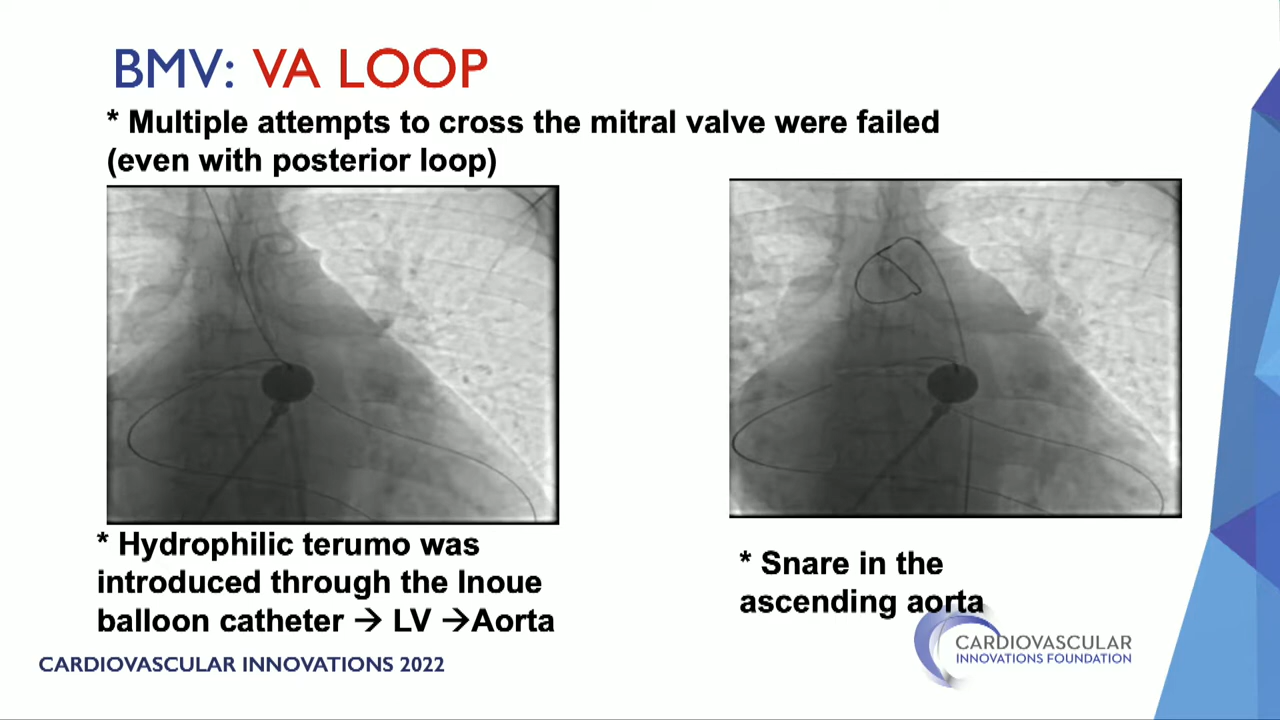 BMV: VA LOOP
* Multiple attempts to cross the mitral valve were failed
(even with posterior loop)
* Hydrophilic terumo was
introduced through the Inoue
balloon catheter → LV →Aorta
* Snare in the
ascending aorta
CARDIOVASCULAR
INNOVATIONS FOUNDATION
CARDIOVASCULAR INNOVATIONS 2022